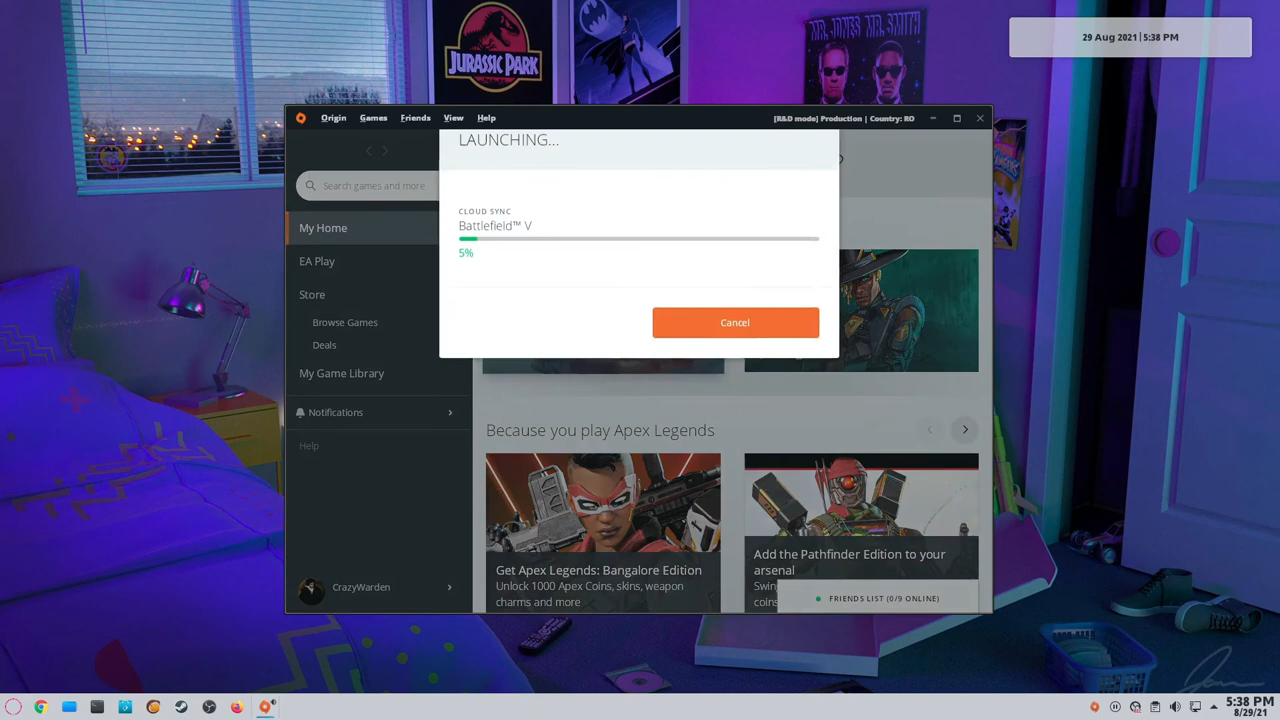 JURASSIC PARK
MR. JONES MR. SMITH
29 Aug 2021 | 5:38 PM
Origin Games Friends View Help
[R&D mode] Production | Country: RO
LAUNCHING...
Search games and more
CLOUD SYNC
Battlefield™ V
5%
Cancel
My Home
EA Play
Store
Browse Games
Deals
My Game Library
Notifications
Help
CrazyWarden
Because you play Apex Legends
Get Apex Legends: Bangalore Edition
Unlock 1000 Apex Coins, skins, weapon
charms and more
Add the Pathfinder Edition to your
arsenal
coins
FRIENDS LIST (0/9 ONLINE)
5:38 PM
8/29/21